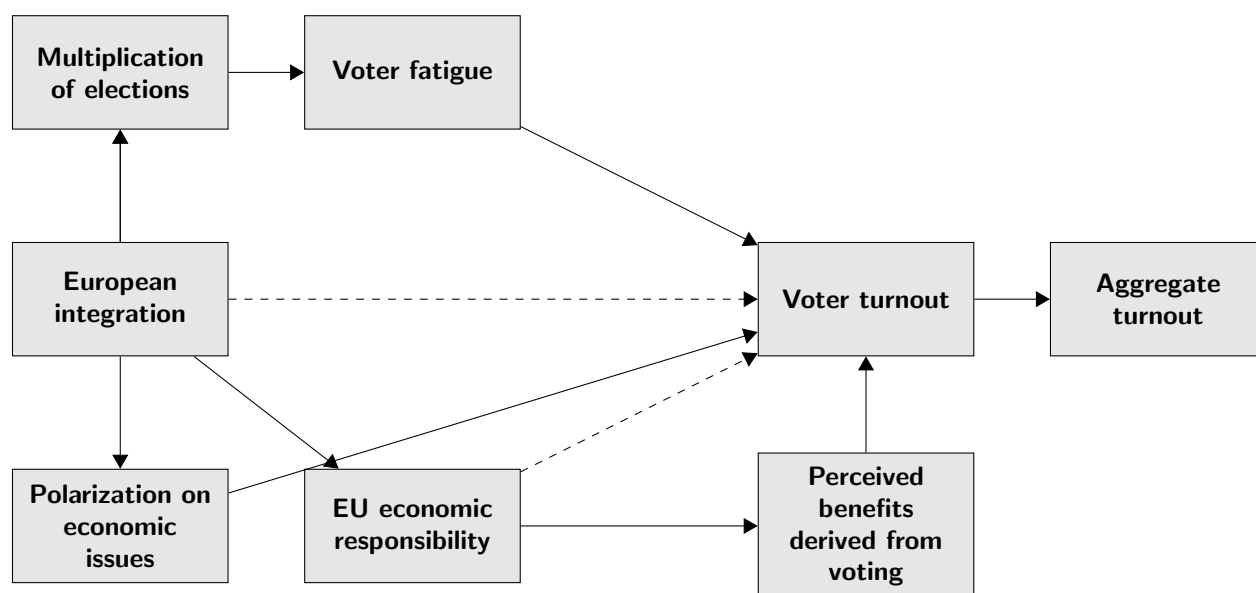 Multiplication
of elections
Voter fatigue
European
integration
Voter turnout
Aggregate
turnout
Polarization on
economic
issues
EU economic
responsibility
Perceived
benefits
derived from
voting